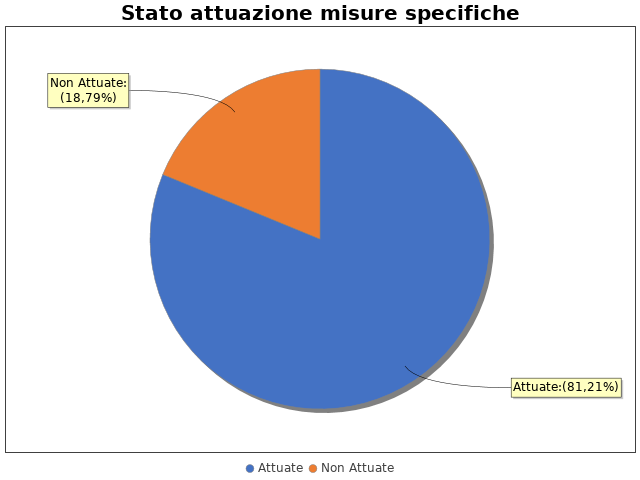 Stato attuazione misure specifiche
Non Attuate:
(18,79%)
Attuate:(81,21%)
Attuate Non Attuate